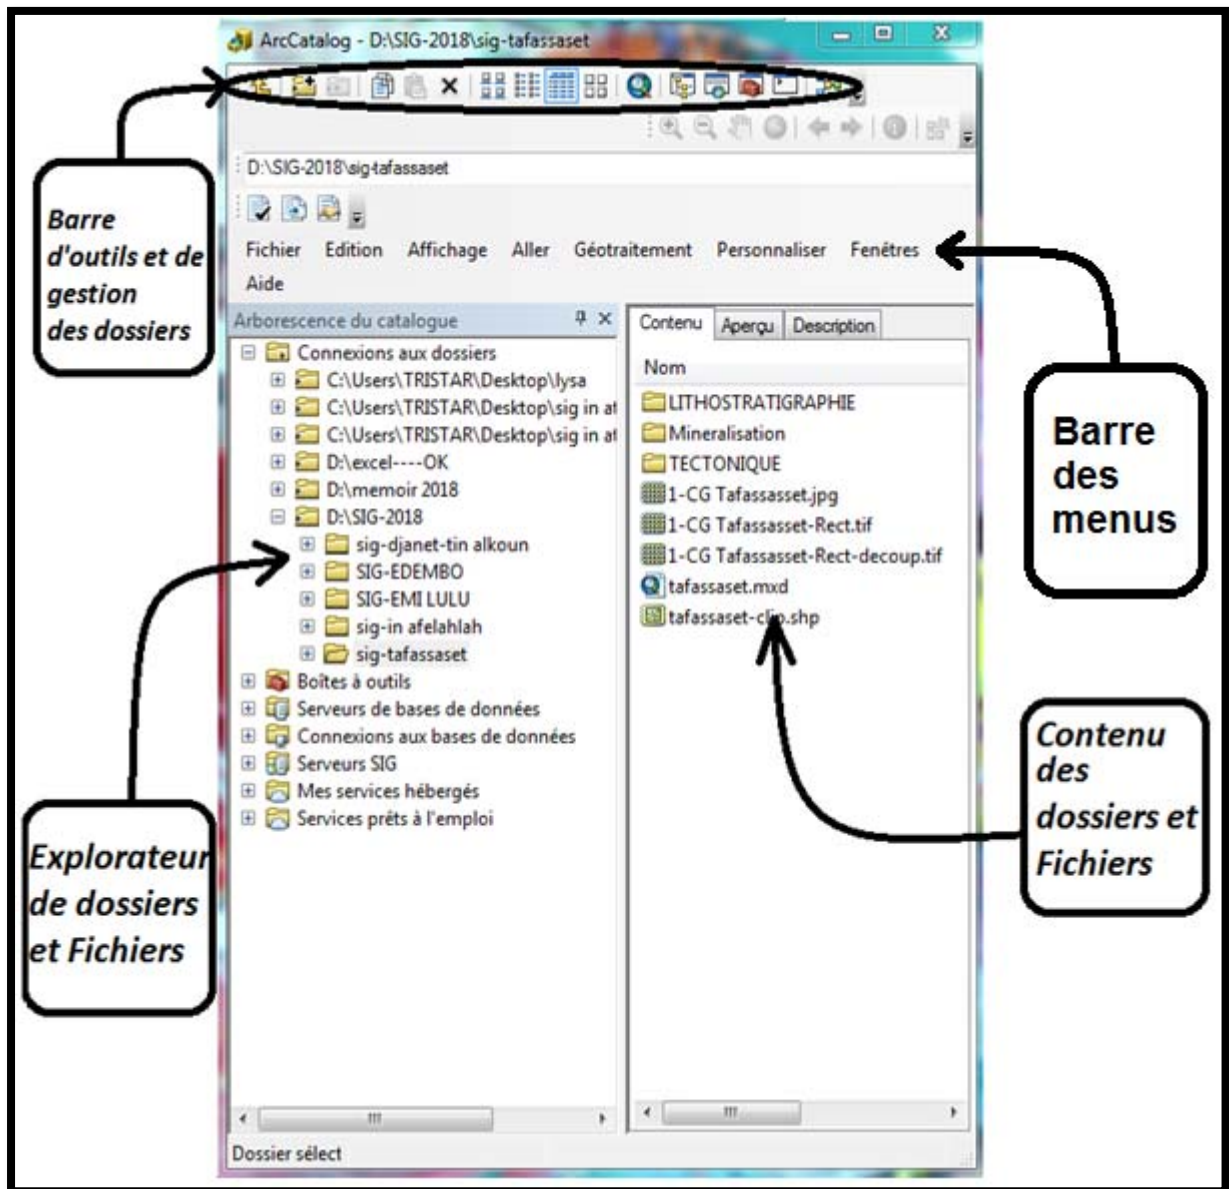 ArcCatalog - D:\SIG-2018\sig-tafassaset
D:\SIG-2018\sig-tafassaset
Fichier Edition Affichage Aller Géotraitement Personnaliser Fenêtres
Aide
Arborescence du catalogue
Connexions aux dossiers
C:\Users\TRISTAR\Desktop\lysa
C:\Users\TRISTAR\Desktop\sig in at
C:\Users\TRISTAR\Desktop\sig in at
D:\excel----OK
D:\memoir 2018
D:\SIG-2018
sig-djanet-tin alkoun
SIG-EDEMBO
SIG-EMI LULU
sig-in afelahlah
sig-tafassaset
Boîtes à outils
Serveurs de bases de données
Connexions aux bases de données
Serveurs SIG
Mes services hébergés
Services prêts à l'emploi
Contenu Aperçu Description
Nom
LITHOSTRATIGRAPHIE
Mineralisation
TECTONIQUE
1-CG Tafassasset.jpg
1-CG Tafassasset-Rect.tif
1-CG Tafassasset-Rect-decoup.tif
tafassaset.mxd
tafassaset-clip.shp
Dossier sélect
Barre
d'outils et de
gestion
des dossiers
Barre
des
menus
Explorateur
de dossiers
et Fichiers
Contenu
des
dossiers et
Fichiers